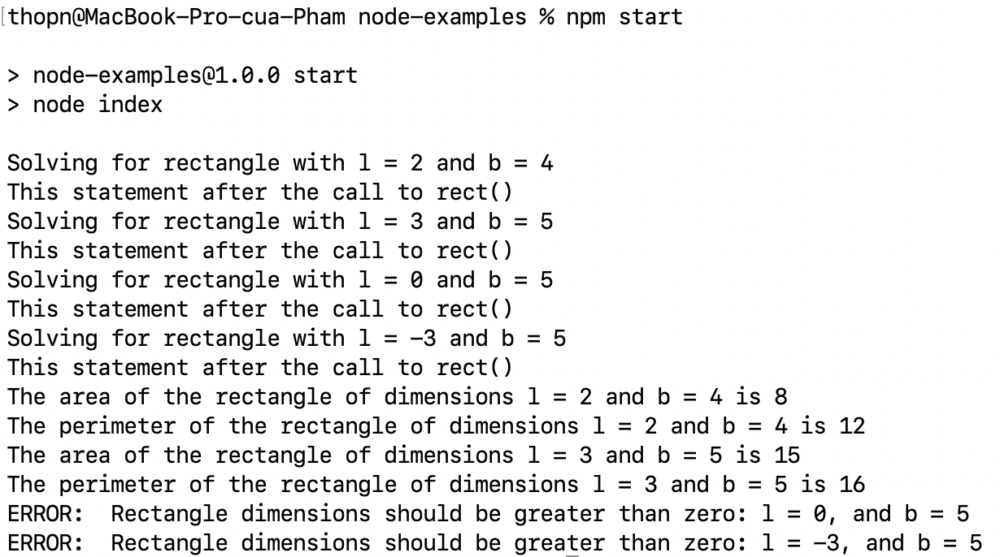 [thopn@MacBook-Pro-cua-Pham node-examples % npm start
> node-examples@1.0.0 start
> node index
Solving for rectangle with l = 2 and b = 4
This statement after the call to rect()
Solving for rectangle with l = 3 and b = 5
This statement after the call to rect()
Solving for rectangle with l = 0 and b = 5
This statement after the call to rect()
Solving for rectangle with l = -3 and b = 5
This statement after the call to rect()
The area of the rectangle of dimensions l = 2 and b = 4 is 8
The perimeter of the rectangle of dimensions l = 2 and b = 4 is 12
The area of the rectangle of dimensions l = 3 and b = 5 is 15
The perimeter of the rectangle of dimensions l = 3 and b = 5 is 16
ERROR:  Rectangle dimensions should be greater than zero: l = 0, and b = 5
ERROR:  Rectangle dimensions should be greater than zero: l = -3, and b = 5